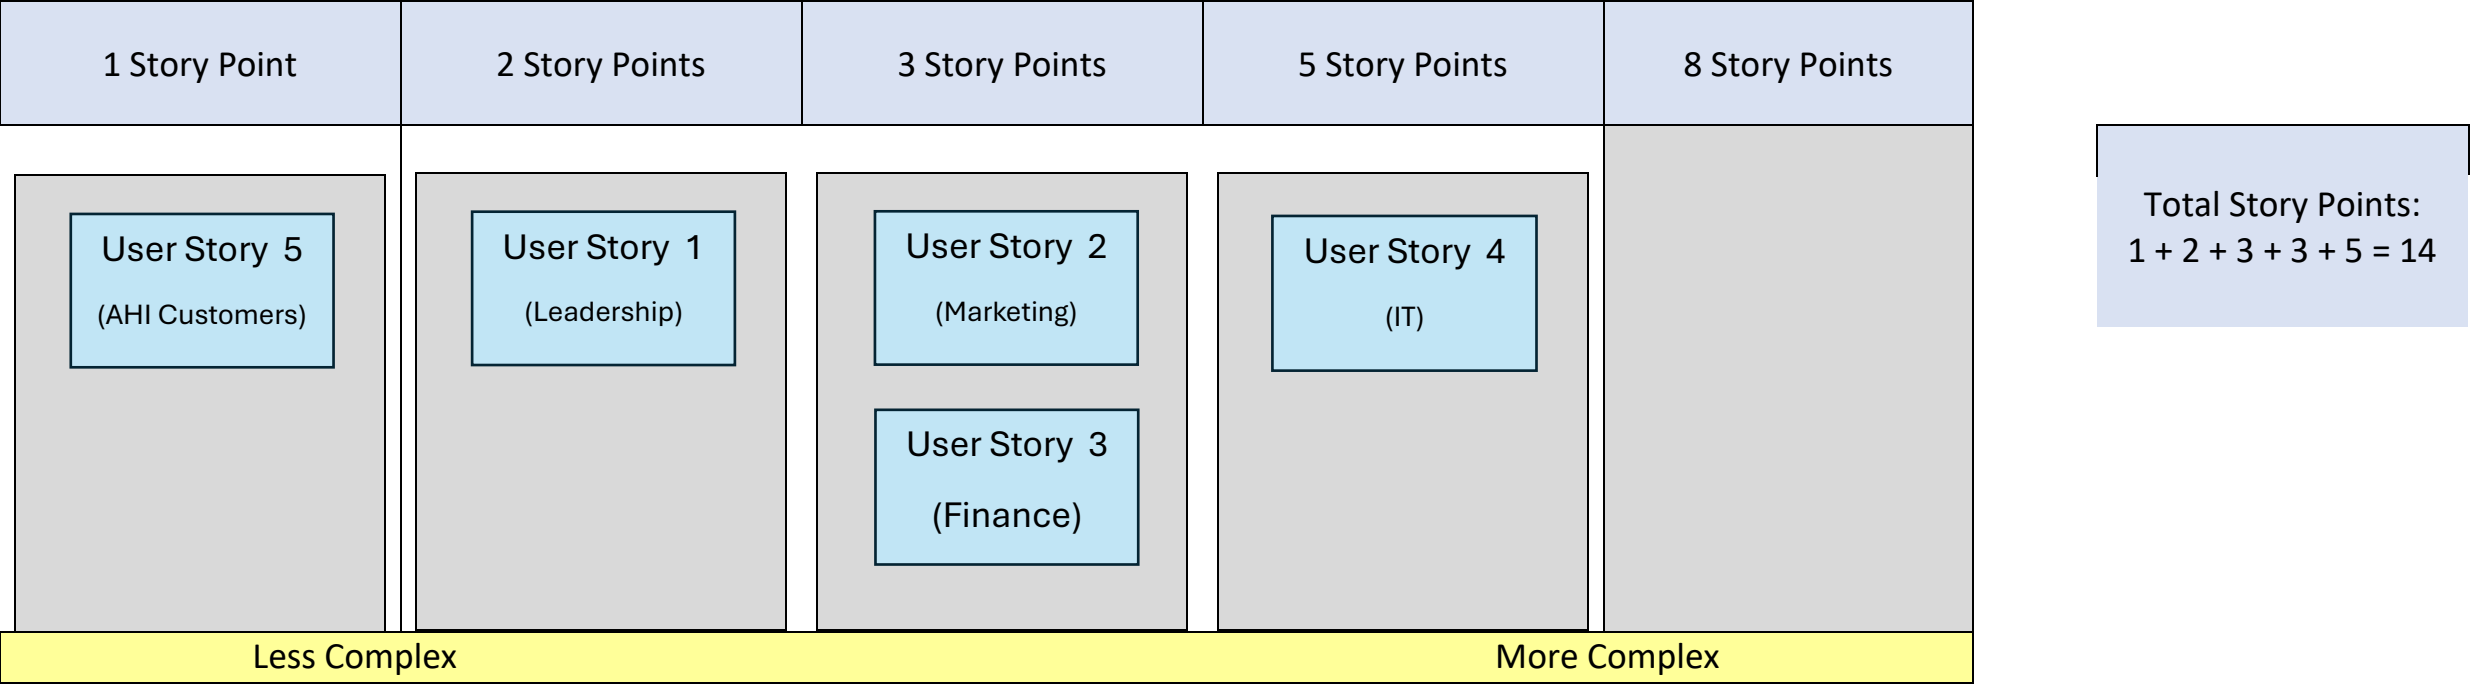 1 Story Point
2 Story Points
3 Story Points
5 Story Points
8 Story Points
User Story 5
(AHI Customers)
User Story 1
(Leadership)
User Story 2
(Marketing)
User Story 3
(Finance)
User Story 4
(IT)
Total Story Points:
1 + 2 + 3 + 3 + 5 = 14
Less Complex
More Complex